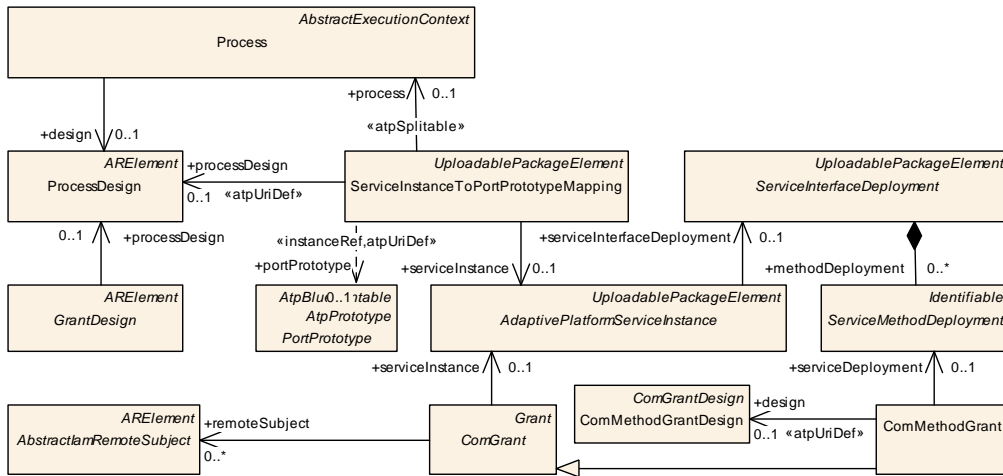 AbstractExecutionContext
Process
+process
0..1
«atpSplitable»
+design
0..1
ARElement
ProcessDesign
+processDesign
0..1
«atpUriDef»
UploadablePackageElement
ServiceInstanceToPortPrototypeMapping
UploadablePackageElement
ServiceInterfaceDeployment
0..1
+processDesign
«instanceRef,atpUriDef»
+portPrototype
+serviceInstance
0..1
+serviceInterfaceDeployment
0..1
+methodDeployment
0..*
ARElement
GrantDesign
0..1
AtpPrototype
PortPrototype
UploadablePackageElement
AdaptivePlatformServiceInstance
Identifiable
ServiceMethodDeployment
+serviceInstance
0..1
+serviceDeployment
0..1
ARElement
AbstractIamRemoteSubject
+remoteSubject
0..*
Grant
ComGrant
ComGrantDesign
ComMethodGrantDesign
+design
0..1
«atpUriDef»
ComMethodGrant